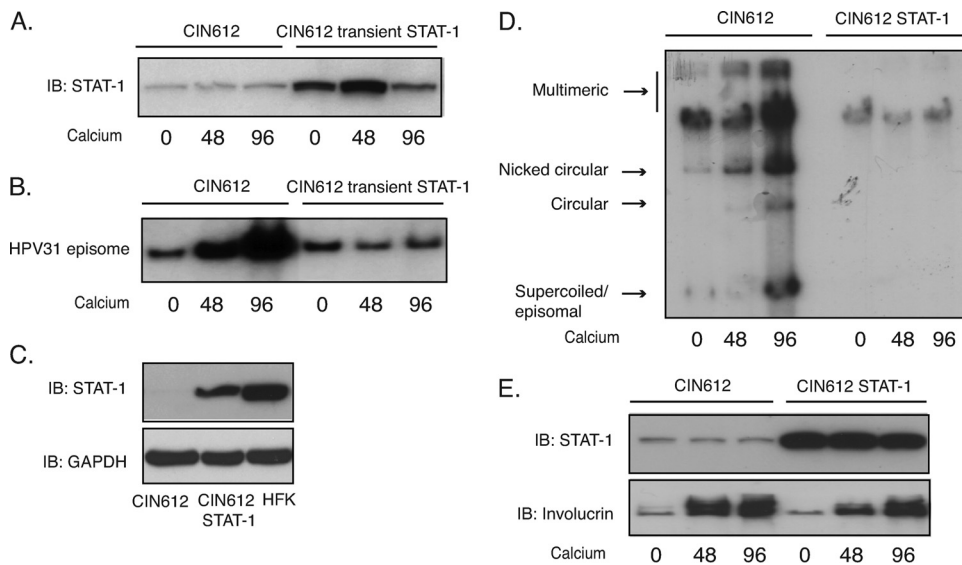 A.
CIN612 CIN612 transient STAT-1
IB: STAT-1
Calcium 0 48 96 0 48 96
B.
CIN612 CIN612 transient STAT-1
HPV31 episome
Calcium 0 48 96 0 48 96
C.
IB: STAT-1
IB: GAPDH
CIN612 CIN612 HFK
STAT-1
D.
CIN612 CIN612 STAT-1
Multimeric
Nicked circular
Circular
Supercoiled/
episomal
Calcium 0 48 96 0 48 96
E.
CIN612 CIN612 STAT-1
IB: STAT-1
IB: Involucrin
Calcium 0 48 96 0 48 96